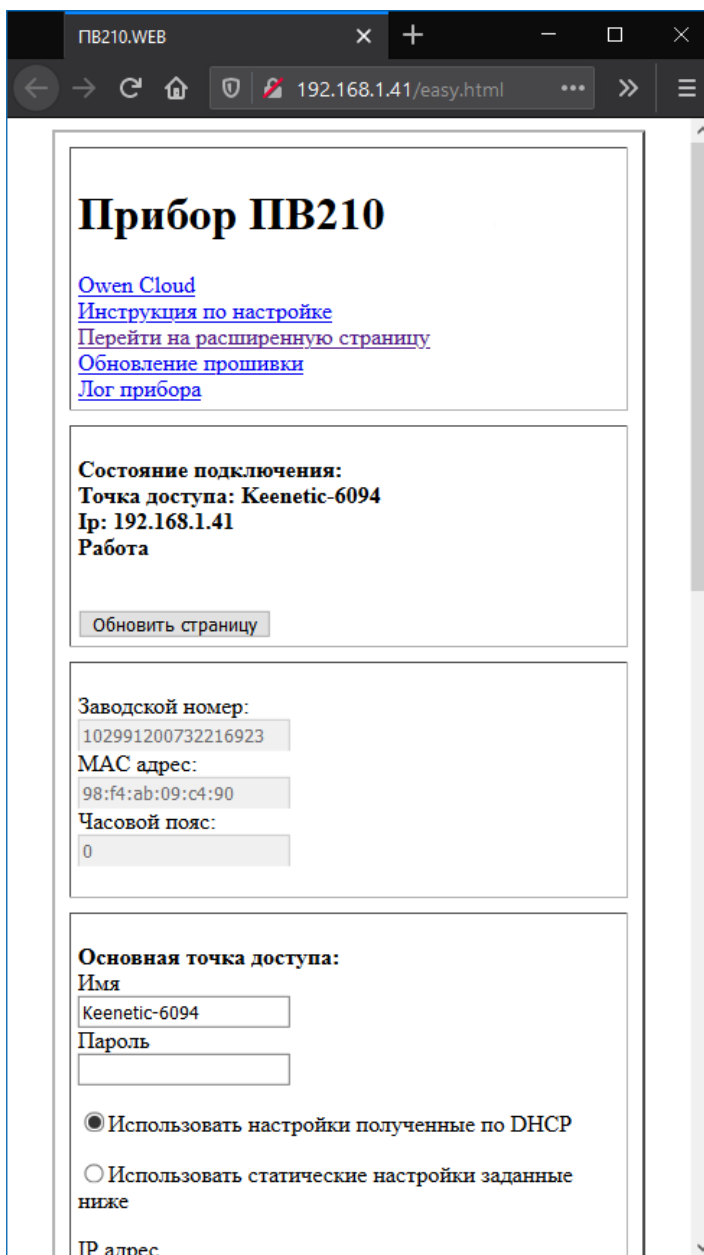 ПВ210.WEB
192.168.1.41/easy.html
Прибор ПВ210
Owen Cloud
Инструкция по настройке
Перейти на расширенную страницу
Обновление прошивки
Лог прибора
Состояние подключения:
Точка доступа: Keenetic-6094
Ip: 192.168.1.41
Работа
Обновить страницу
Заводской номер:
102991200732216923
MAC адрес:
98:f4:ab:09:c4:90
Часовой пояс:
0
Основная точка доступа:
Имя
Keenetic-6094
Пароль
Использовать настройки полученные по DHCP
Использовать статические настройки заданные
ниже
IP адрес